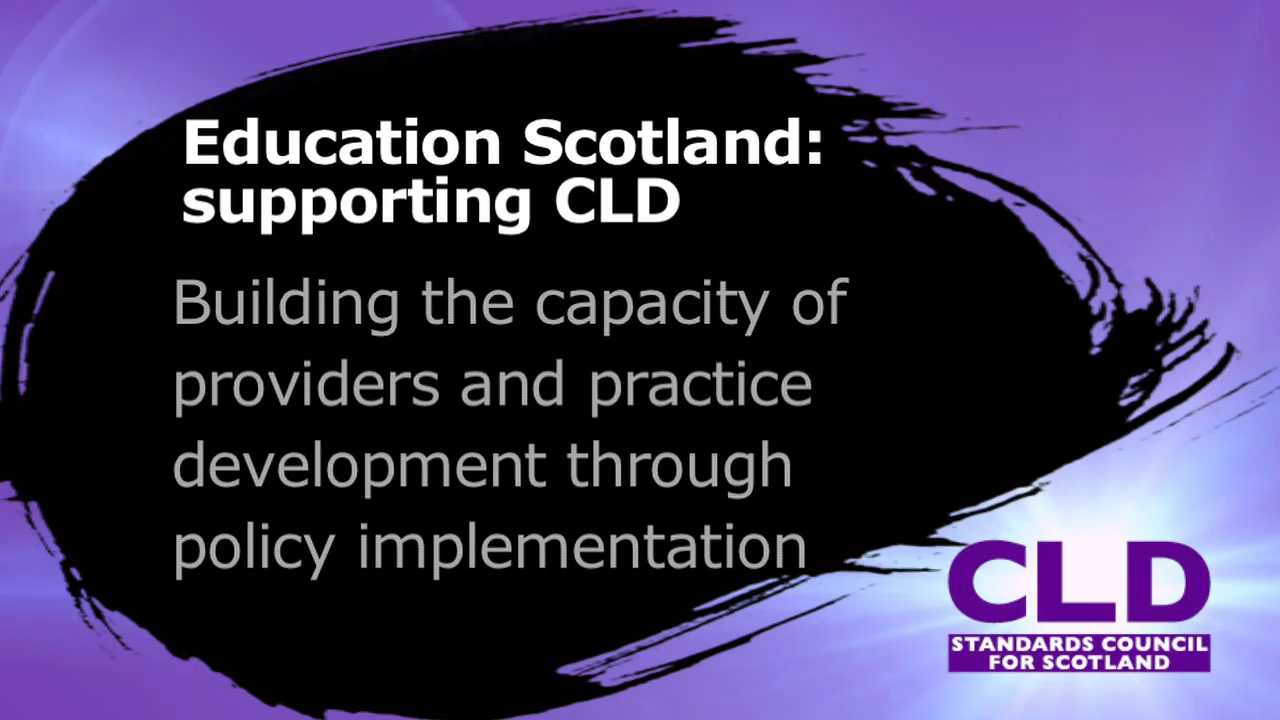 Education Scotland:
supporting CLD
Building the capacity of
providers and practice
development through
policy implementation
CLD
STANDARDS COUNCIL
FOR SCOTLAND